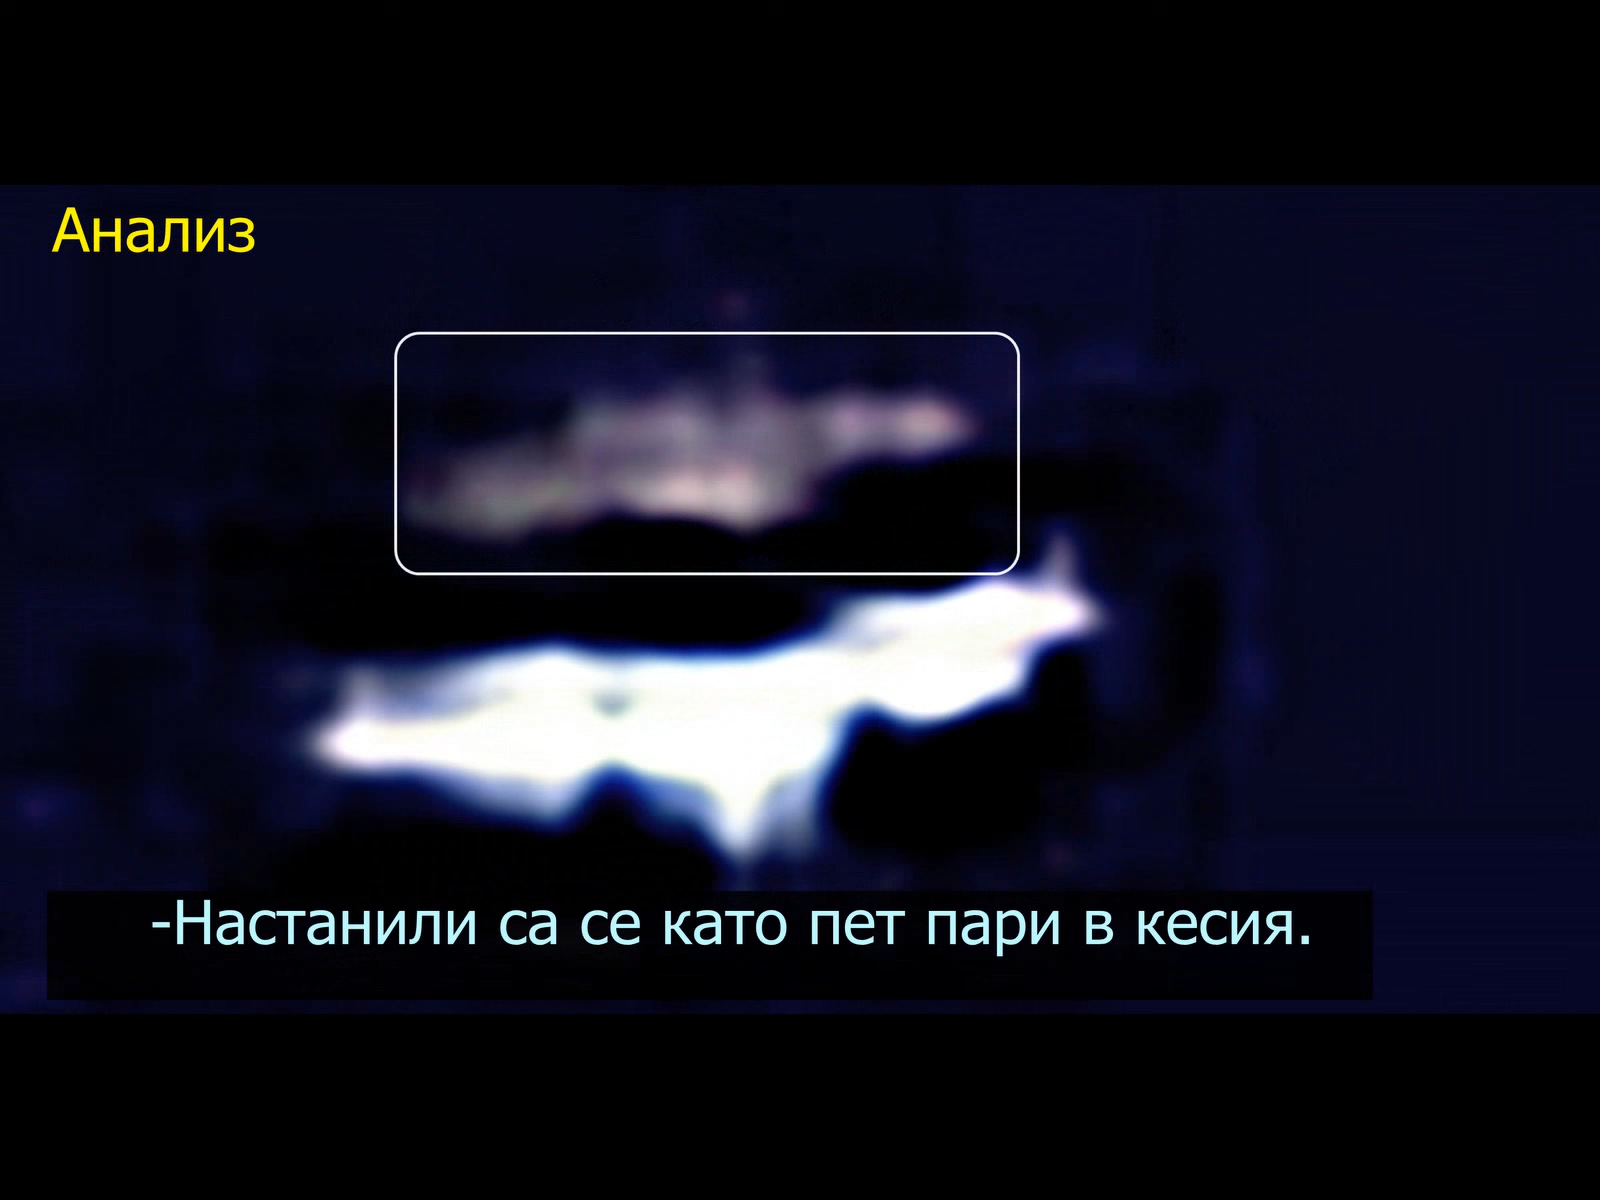 Анализ
-Настанили са се като пет пари в кесия.